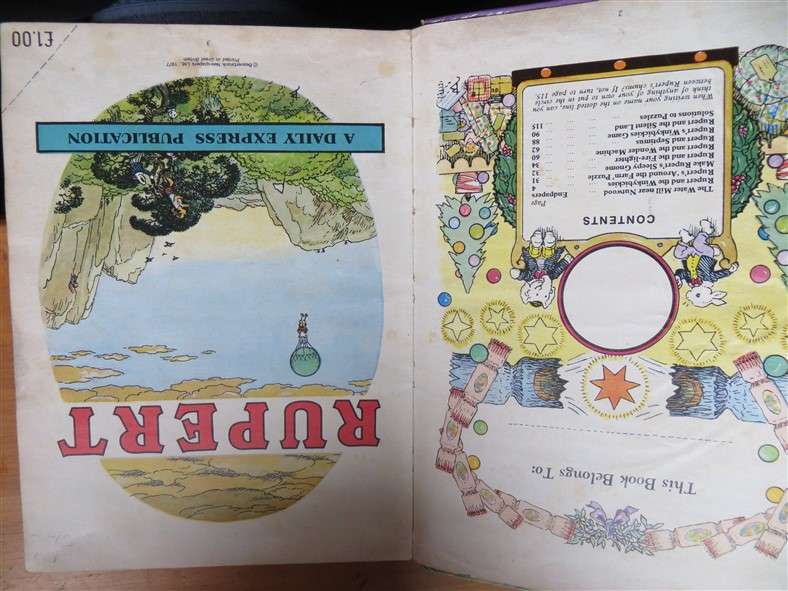 This Book Belongs To:
CONTENTS
Page
The Water Mill near Nutwood ... Endpapers
Rupert and the Winkybickies ... 4
Rupert's 'Around the Farm' Puzzle ... 31
Make Rupert's Sleepy Gnome ... 32
Rupert and the Fire-lighter ... 34
Rupert and the Wonder Machine ... 60
Rupert and Septimus ... 62
Rupert's Winkybickies Game ... 88
Rupert and the Silent Land ... 90
Solutions to Puzzles ... 115
When writing your name on the dotted line, can you
think of anything of your own to put in the circle
between Rupert's chums? If not, turn to page 115.
2
RUPERT
A DAILY EXPRESS PUBLICATION
© Beaverbrook Newspapers Ltd., 1977
Printed in Great Britain
3
£1.00